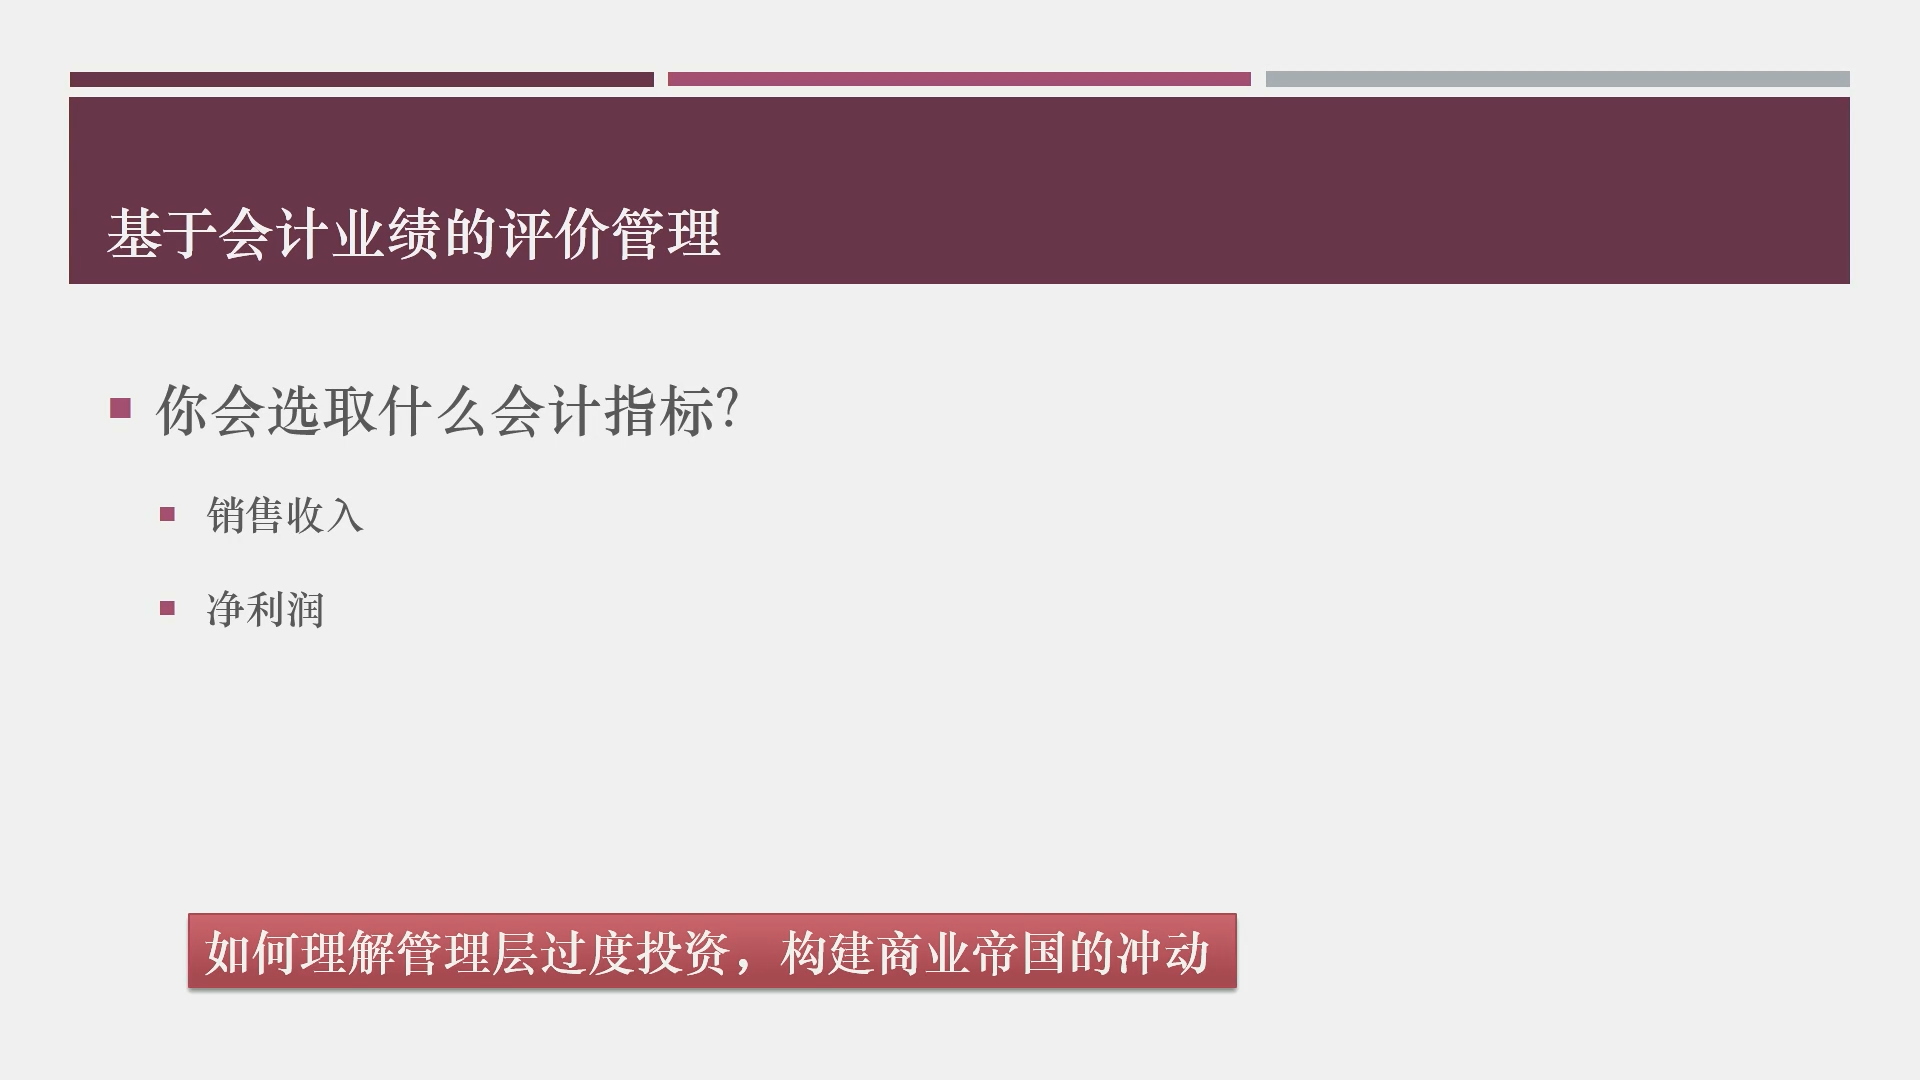 基于会计业绩的评价管理
你会选取什么会计指标？
销售收入
净利润
如何理解管理层过度投资，构建商业帝国的冲动